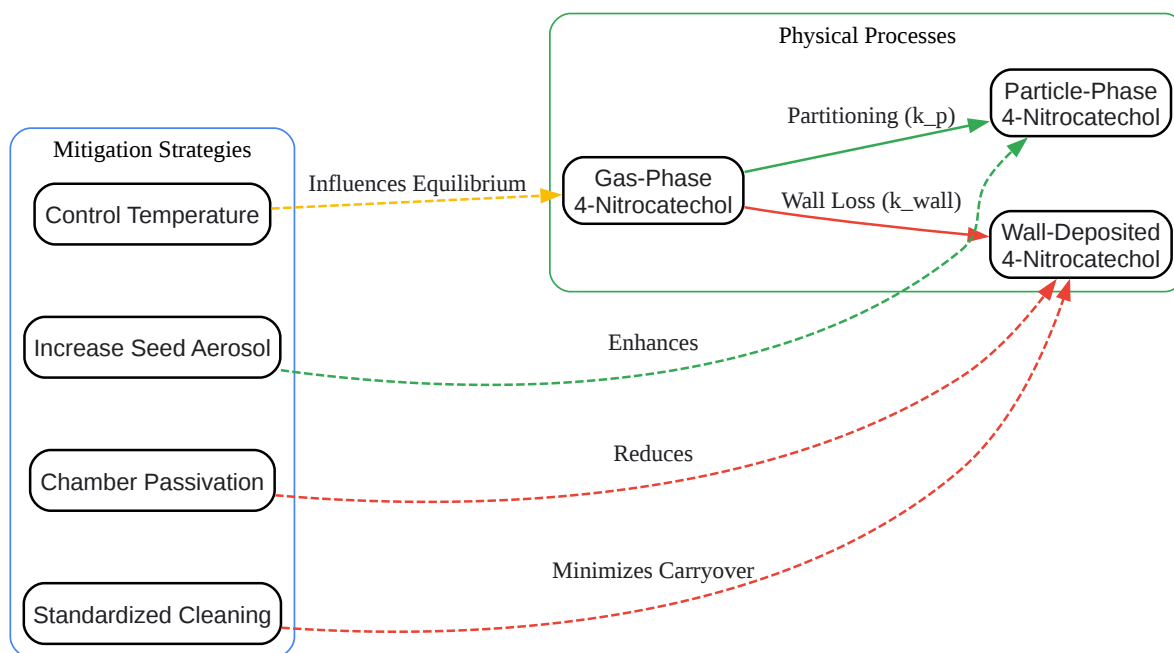 Physical Processes
Particle-Phase
4-Nitrocatechol
Partitioning (k_p)
Mitigation Strategies
Influences Equilibrium
Gas-Phase
4-Nitrocatechol
Wall Loss (k_wall)
Control Temperature
Wall-Deposited
4-Nitrocatechol
Increase Seed Aerosol
Enhances
Reduces
Chamber Passivation
Minimizes Carryover
Standardized Cleaning